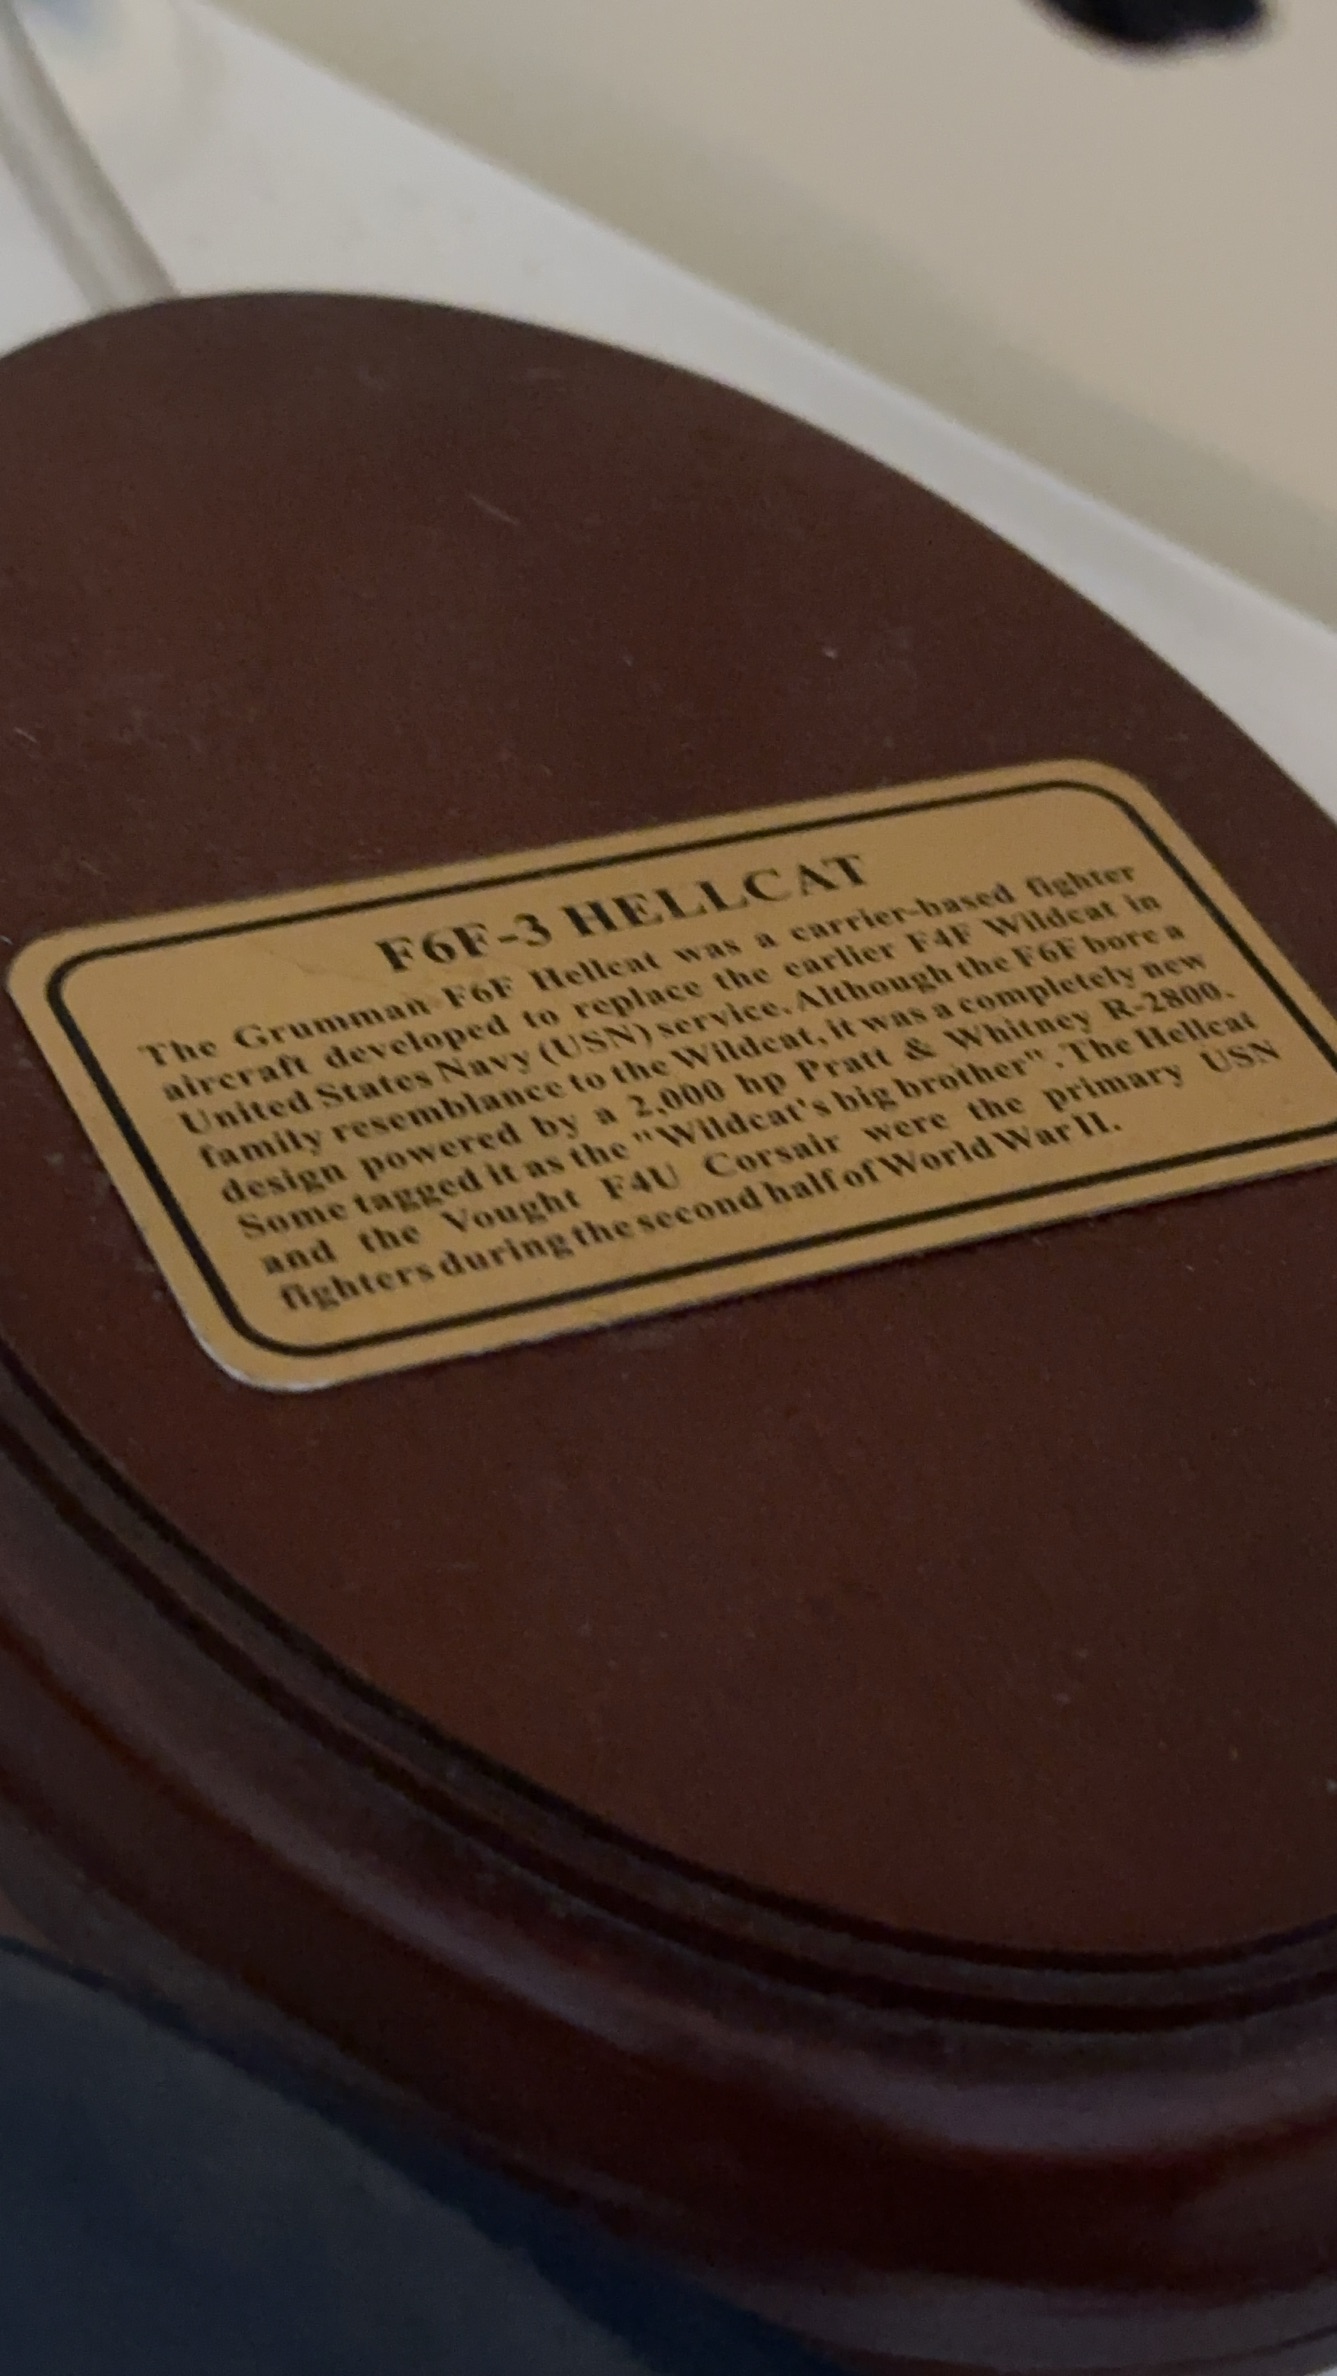 F6F-3 HELLCAT
The Grumman F6F Hellcat was a carrier-based fighter
aircraft developed to replace the earlier F4F Wildcat in
United States Navy (USN) service. Although the F6F bore a
family resemblance to the Wildcat, it was a completely new
design powered by a 2,000 hp Pratt & Whitney R-2800.
Some tagged it as the "Wildcat's big brother". The Hellcat
and the Vought F4U Corsair were the primary USN
fighters during the second half of World War II.